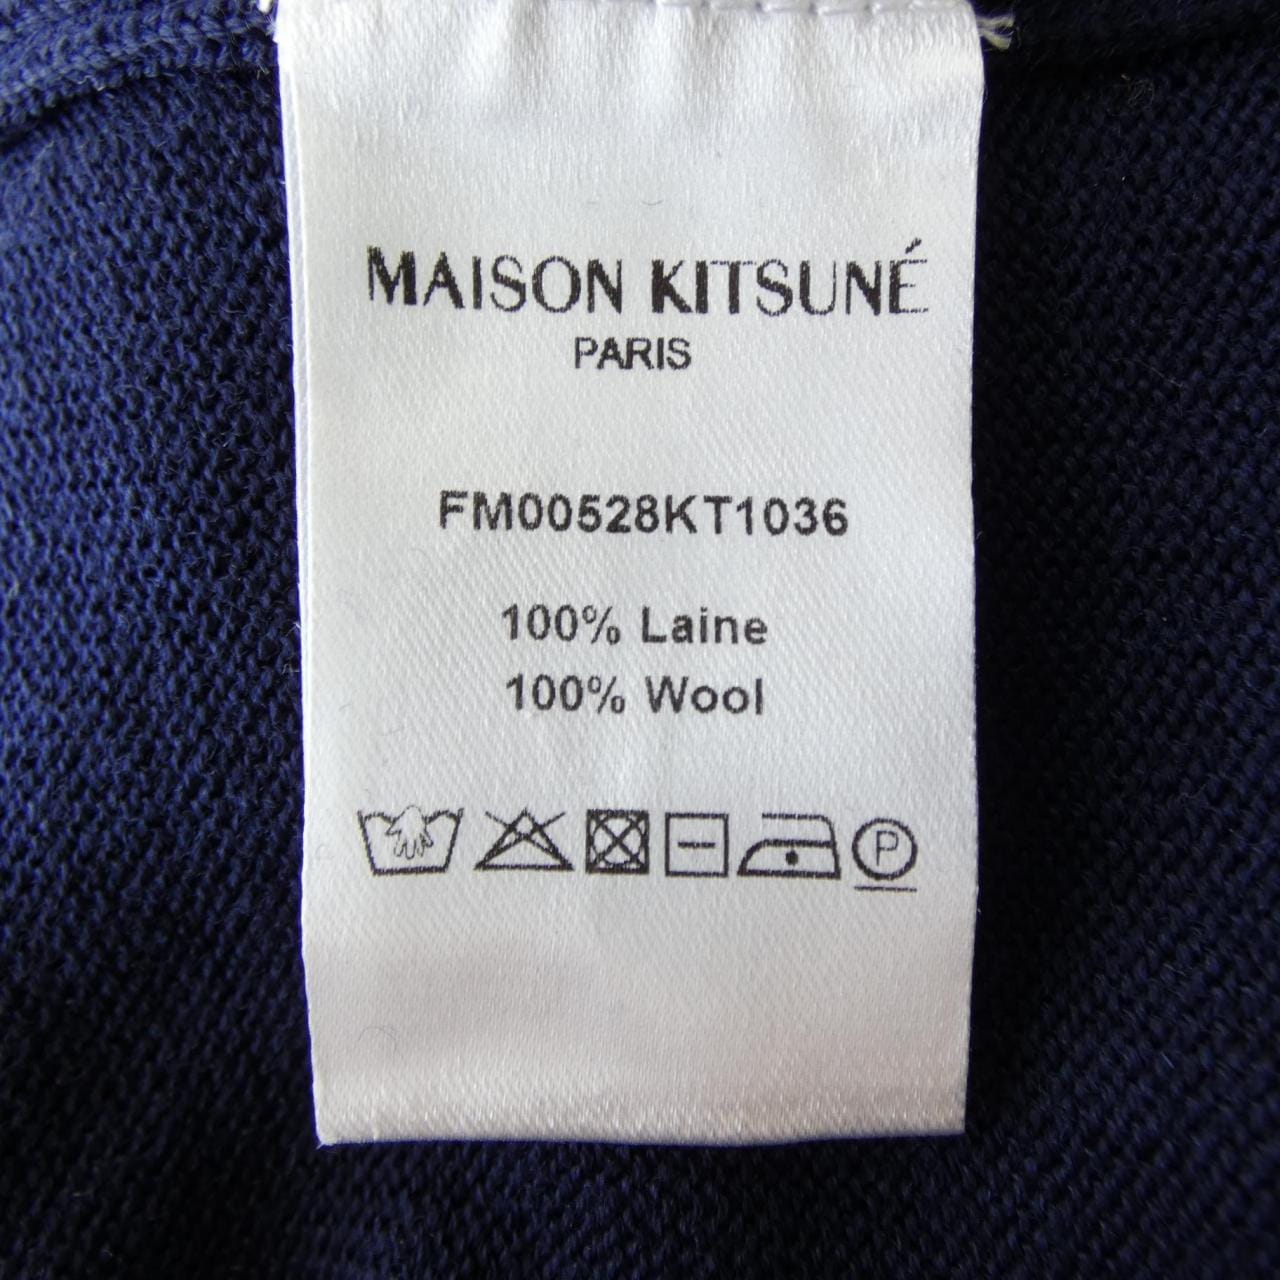 MAISON KITSUNÉ
PARIS
FM00528KT1036
100% Laine
100% Wool
P